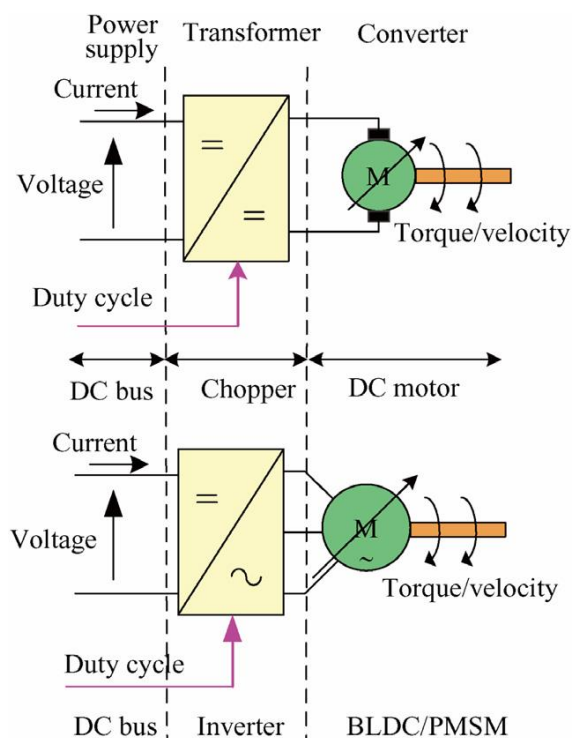 Power supply
Transformer
Converter
Current
Voltage
=
=
M
Torque/velocity
Duty cycle
DC bus
Chopper
DC motor
Current
Voltage
=
~
M
~
Torque/velocity
Duty cycle
DC bus
Inverter
BLDC/PMSM